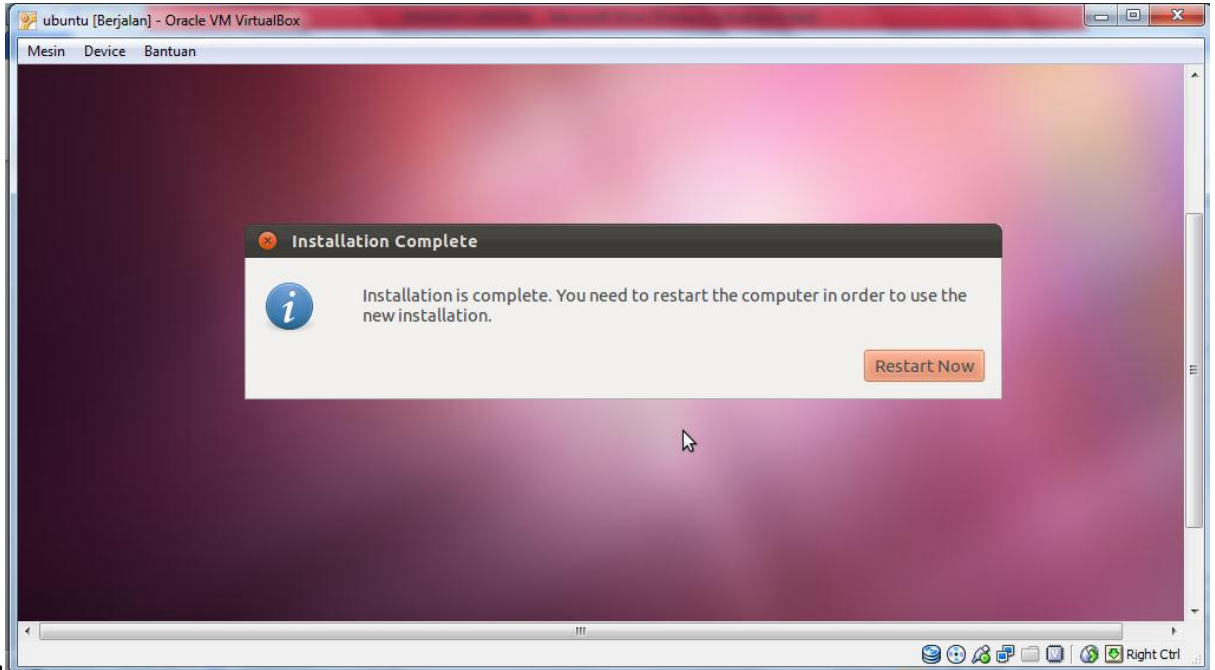 ubuntu [Berjalan] - Oracle VM VirtualBox
Mesin Device Bantuan
Installation Complete
Installation is complete. You need to restart the computer in order to use the
new installation.
Restart Now
Right Ctrl